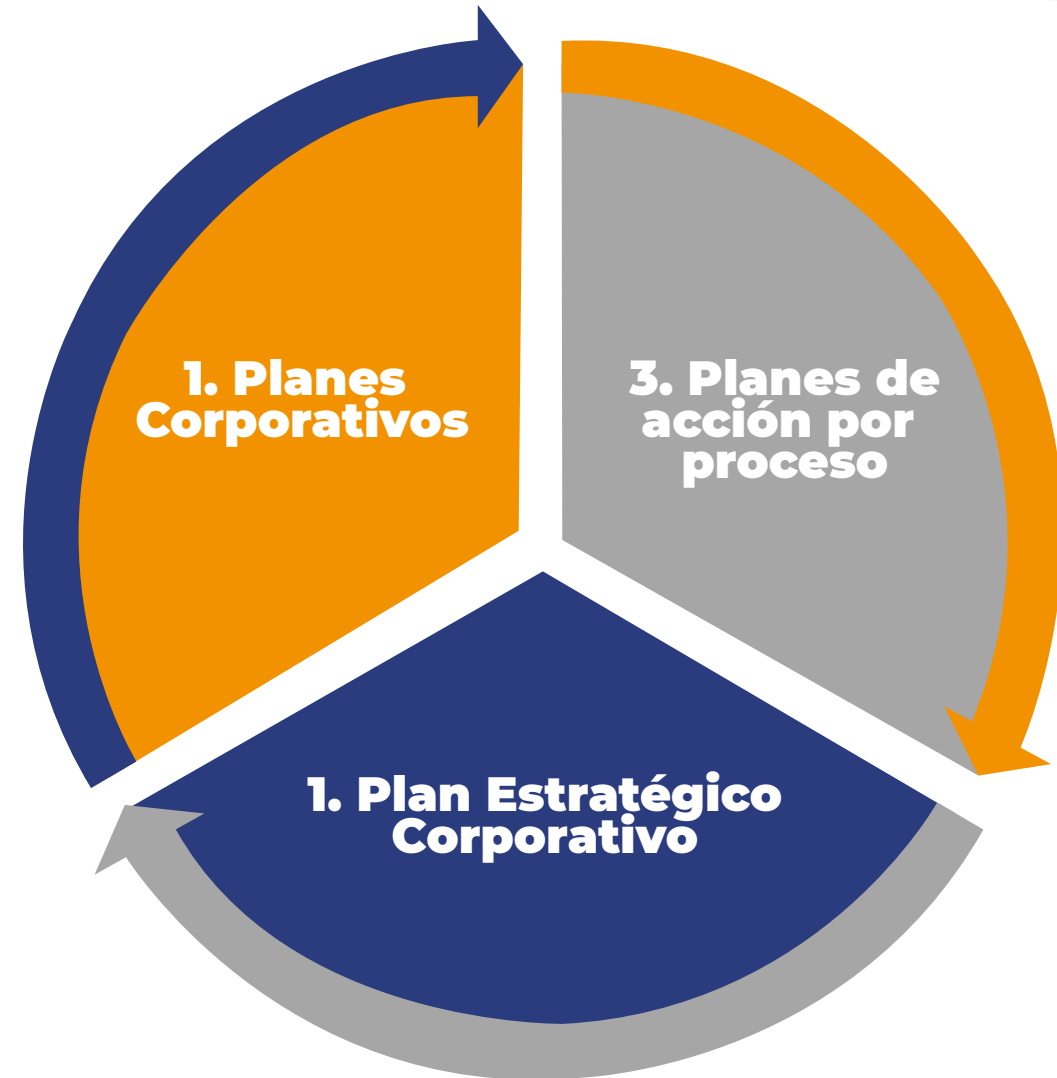 1. Planes
Corporativos
3. Planes de
acción por
proceso
1. Plan Estratégico
Corporativo